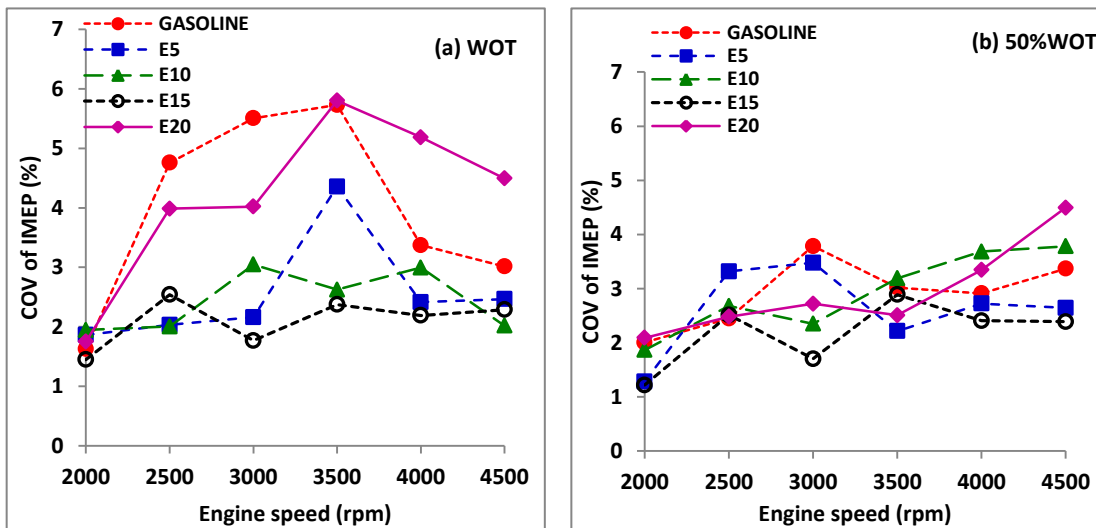 7
6
5
4
3
2
1
0
COV of IMEP (%)
GASOLINE
E5
E10
E15
E20
(a) WOT
2000 2500 3000 3500 4000 4500
Engine speed (rpm)
7
6
5
4
3
2
1
0
COV of IMEP (%)
GASOLINE
E5
E10
E15
E20
(b) 50%WOT
2000 2500 3000 3500 4000 4500
Engine speed (rpm)